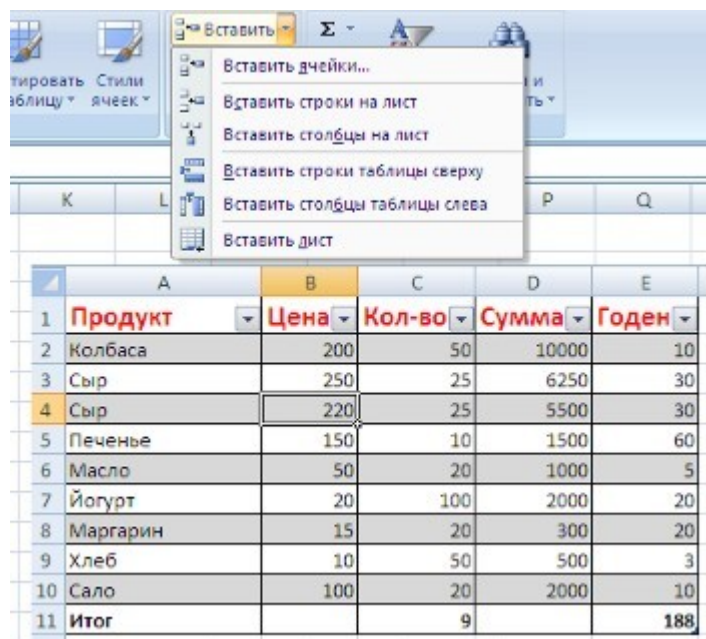 Вставить Σ
тировать Стили
аблицу ячеек
и
ть
Вставить ячейки...
Вставить строки на лист
Вставить столбцы на лист
Вставить строки таблицы сверху
Вставить столбцы таблицы слева
Вставить лист
K L P Q
A B C D E
1 Продукт Цена Кол-во Сумма Годен
2 Колбаса 200 50 10000 10
3 Сыр 250 25 6250 30
4 Сыр 220 25 5500 30
5 Печенье 150 10 1500 60
6 Масло 50 20 1000 5
7 Йогурт 20 100 2000 20
8 Маргарин 15 20 300 20
9 Хлеб 10 50 500 3
10 Сало 100 20 2000 10
11 Итог 9 188